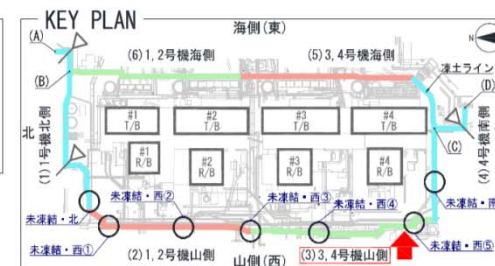 KEY PLAN
海側(東)
N
(A)
(6)1,2号機海側
(5)3,4号機海側
(B)
凍土ライン
(D)
#1
T/B
#2
T/B
#3
T/B
#4
T/B
北
(1)1号機北側
(C)
(4)4号機南側
#1
R/B
#2
R/B
#3
R/B
#4
R/B
未凍結・西②
未凍結・西③
未凍結・西④
未凍結・南
未凍結・北
未凍結・西①
未凍結・西⑤
(2)1,2号機山側
山側(西)
(3)3,4号機山側